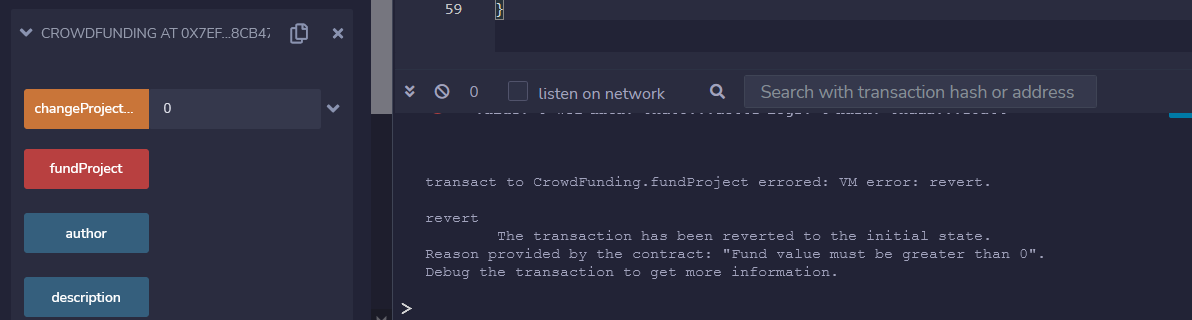 CROWDFUNDING AT 0X7EF...8CB47
changeProject...
0
fundProject
author
description
59
}
0
listen on network
Search with transaction hash or address
transact to CrowdFunding.fundProject errored: VM error: revert.
revert
The transaction has been reverted to the initial state.
Reason provided by the contract: "Fund value must be greater than 0".
Debug the transaction to get more information.
>